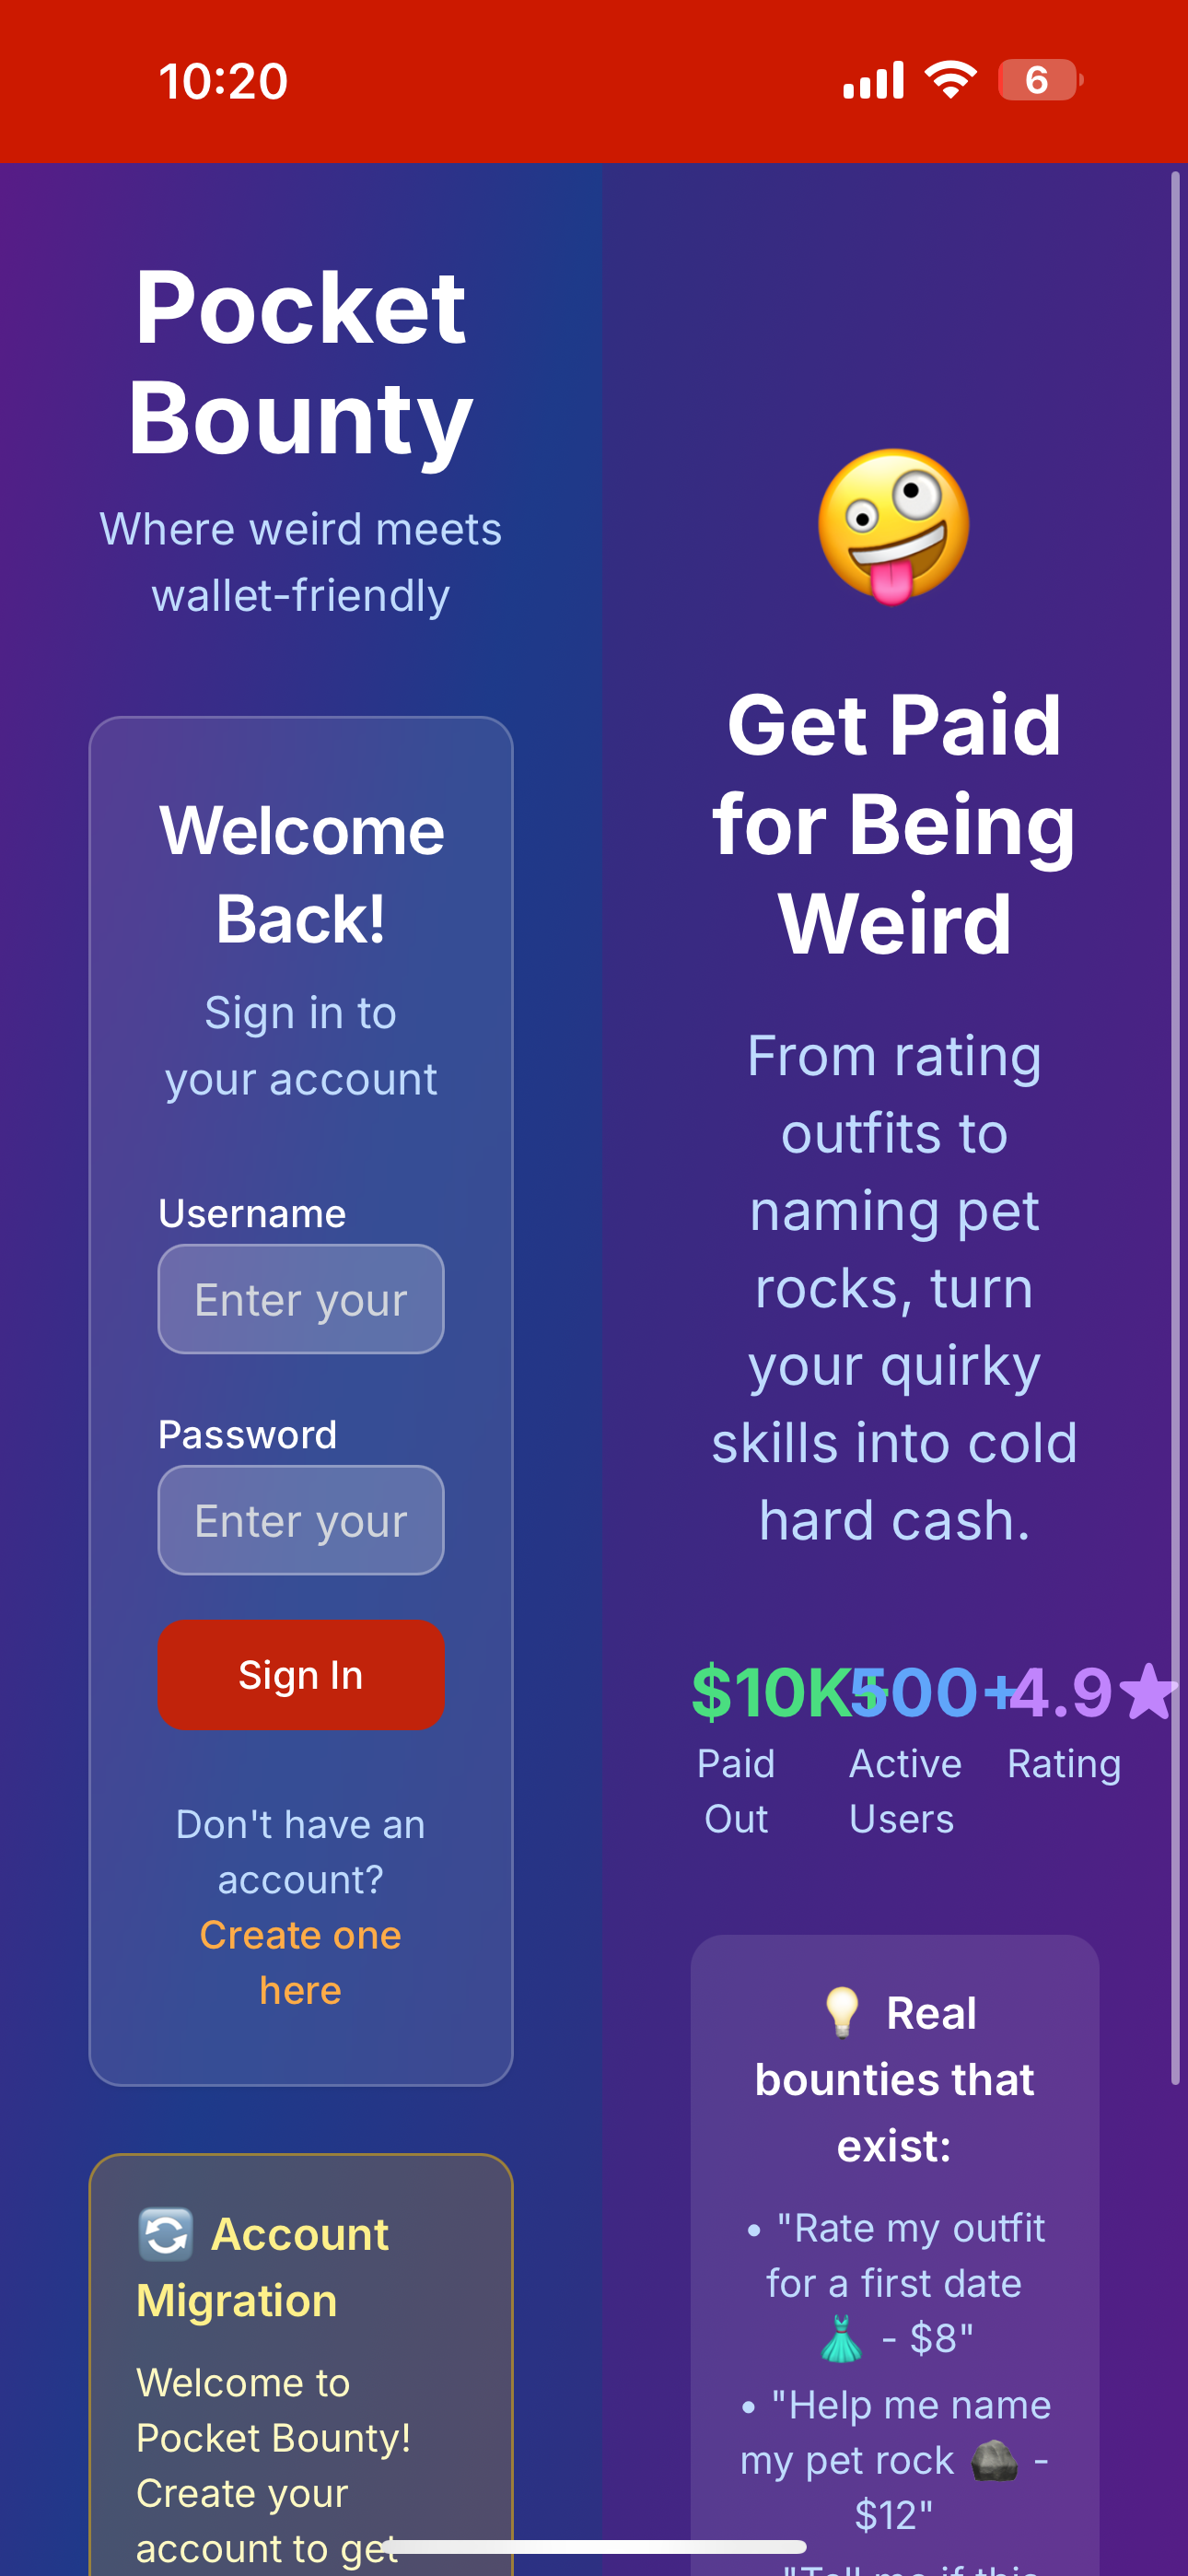 10:20
6
Pocket
Bounty
Where weird meets
wallet-friendly
Welcome
Back!
Sign in to
your account
Username
Enter your
Password
Enter your
Sign In
Don't have an
account?
Create one
here
🔄 Account
Migration
Welcome to
Pocket Bounty!
Create your
account to get
🤪
Get Paid
for Being
Weird
From rating
outfits to
naming pet
rocks, turn
your quirky
skills into cold
hard cash.
$10K+ 500+ 4.9★
Paid Active Rating
Out Users
💡 Real
bounties that
exist:
• "Rate my outfit
for a first date
👗 - $8"
• "Help me name
my pet rock 🪨 -
$12"
"Tell me if this